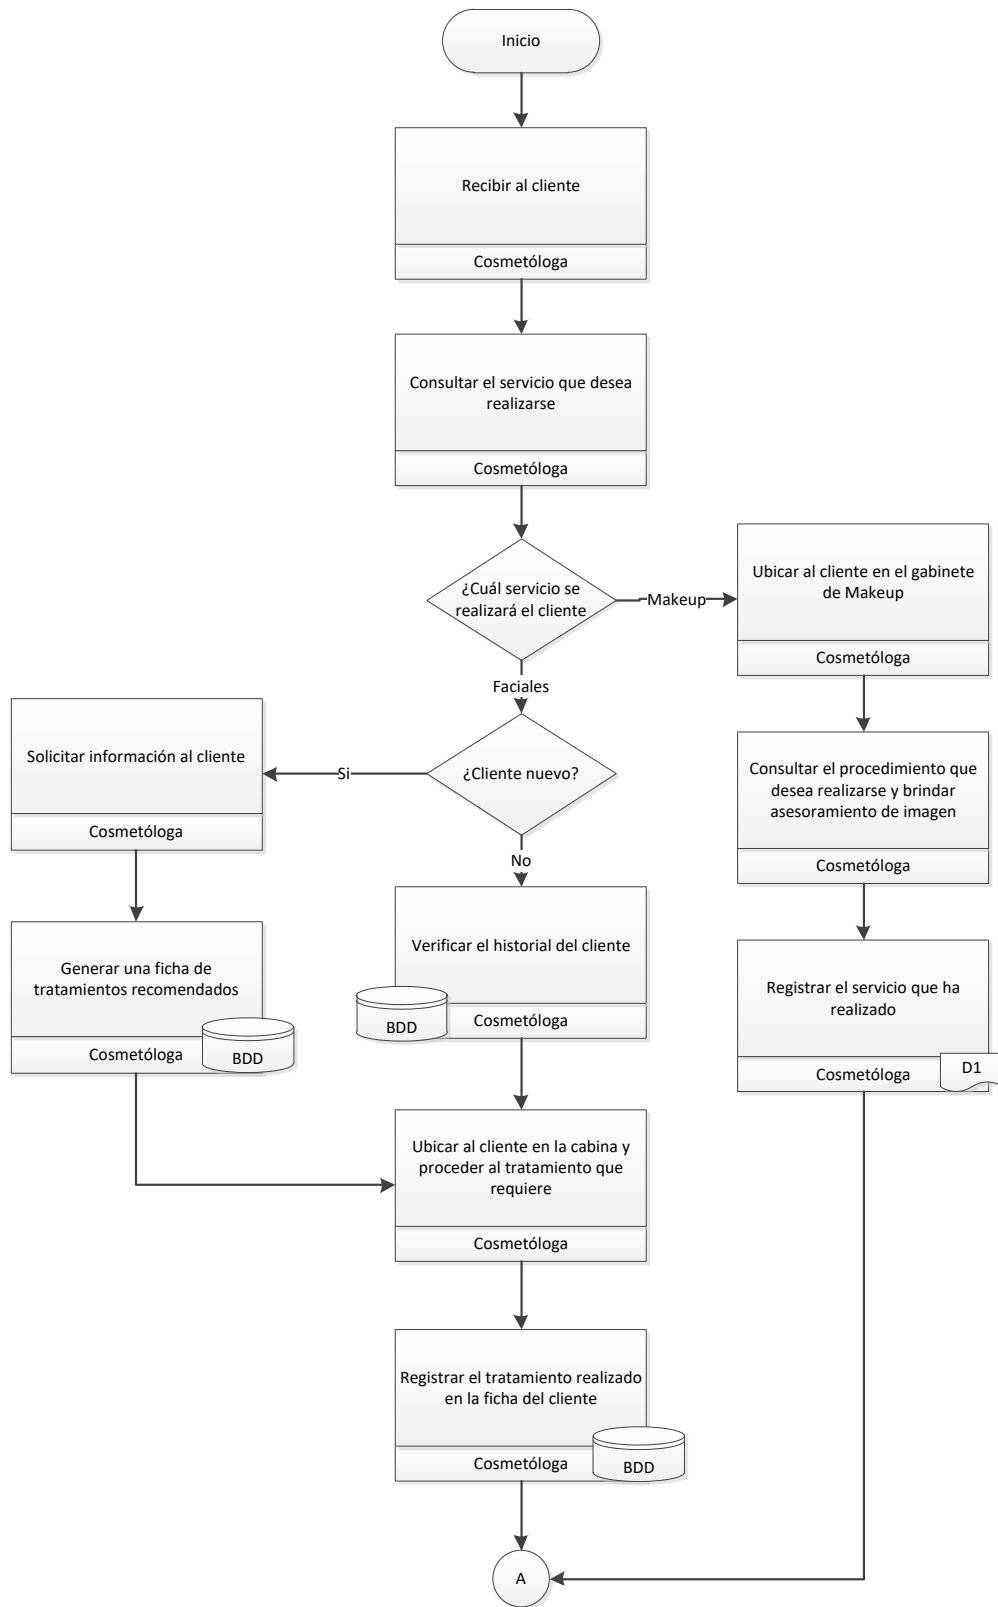 Inicio
Recibir al cliente
Cosmetóloga
Consultar el servicio que desea
realizarse
Cosmetóloga
¿Cuál servicio se
realizará el cliente
Makeup
Ubicar al cliente en el gabinete
de Makeup
Cosmetóloga
Faciales
¿Cliente nuevo?
Si
Solicitar información al cliente
Cosmetóloga
Consultar el procedimiento que
desea realizarse y brindar
asesoramiento de imagen
Cosmetóloga
No
Generar una ficha de
tratamientos recomendados
Cosmetóloga
BDD
Verificar el historial del cliente
BDD
Cosmetóloga
Registrar el servicio que ha
realizado
Cosmetóloga
D1
Ubicar al cliente en la cabina y
proceder al tratamiento que
requiere
Cosmetóloga
Registrar el tratamiento realizado
en la ficha del cliente
Cosmetóloga
BDD
A